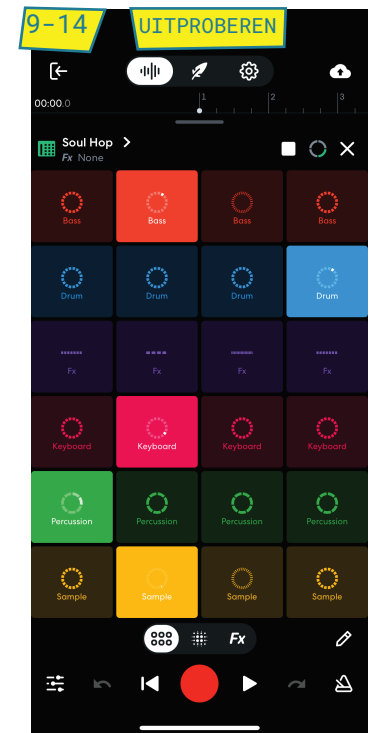 9-14 UITPROBEREN
00:00.0 1 2 3
Soul Hop
Fx None
Bass Bass Bass Bass
Drum Drum Drum Drum
Fx Fx Fx Fx
Keyboard Keyboard Keyboard Keyboard
Percussion Percussion Percussion Percussion
Sample Sample Sample Sample
Fx